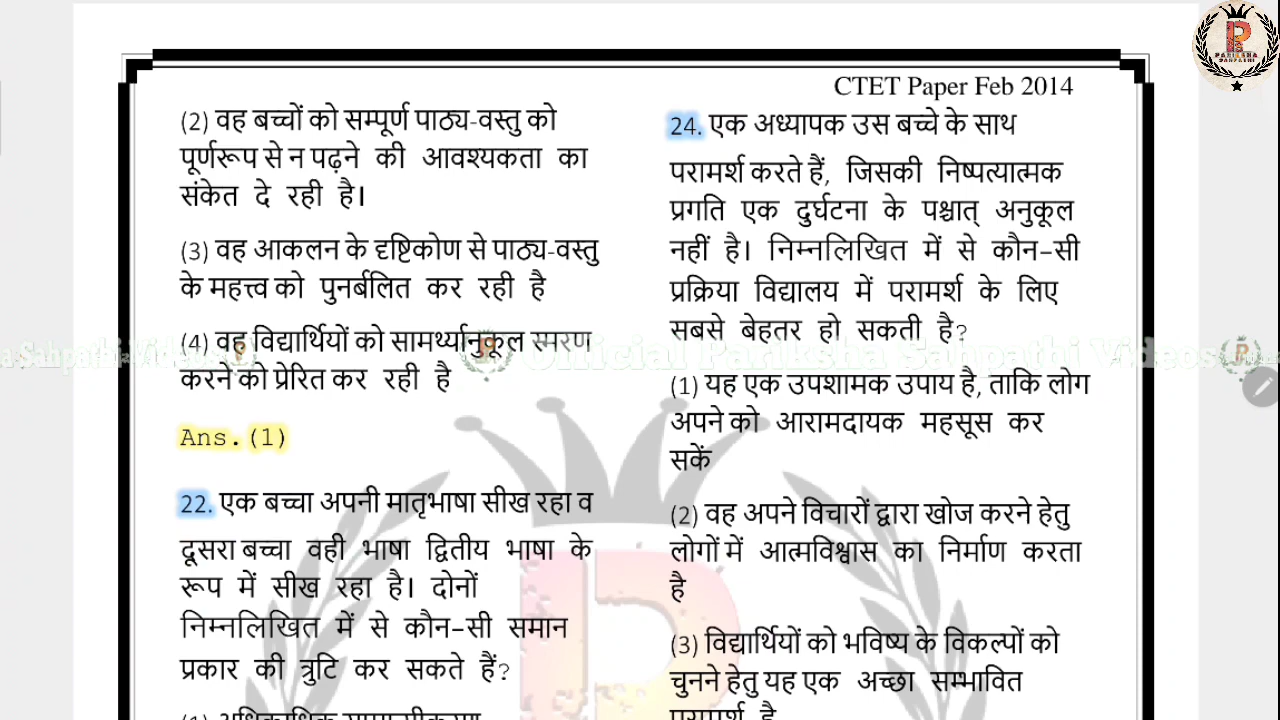 CTET Paper Feb 2014
(2) वह बच्चों को सम्पूर्ण पाठ्य-वस्तु को
पूर्णरूप से न पढ़ने की आवश्यकता का
संकेत दे रही है।
(3) वह आकलन के दृष्टिकोण से पाठ्य-वस्तु
के महत्त्व को पुनर्बलित कर रही है
(4) वह विद्यार्थियों को सामर्थ्यानुकूल स्मरण
करने को प्रेरित कर रही है
Ans.(1)
22. एक बच्चा अपनी मातृभाषा सीख रहा व
दूसरा बच्चा वही भाषा द्वितीय भाषा के
रूप में सीख रहा है। दोनों
निम्नलिखित में से कौन-सी समान
प्रकार की त्रुटि कर सकते हैं?
24. एक अध्यापक उस बच्चे के साथ
परामर्श करते हैं, जिसकी निष्पत्यात्मक
प्रगति एक दुर्घटना के पश्चात् अनुकूल
नहीं है। निम्नलिखित में से कौन-सी
प्रक्रिया विद्यालय में परामर्श के लिए
सबसे बेहतर हो सकती है?
(1) यह एक उपशामक उपाय है, ताकि लोग
अपने को आरामदायक महसूस कर
सकें
(2) वह अपने विचारों द्वारा खोज करने हेतु
लोगों में आत्मविश्वास का निर्माण करता
है
(3) विद्यार्थियों को भविष्य के विकल्पों को
चुनने हेतु यह एक अच्छा सम्भावित
Official Pariksha Sahpathi Videos
PARIKSHA
SAHPATHI